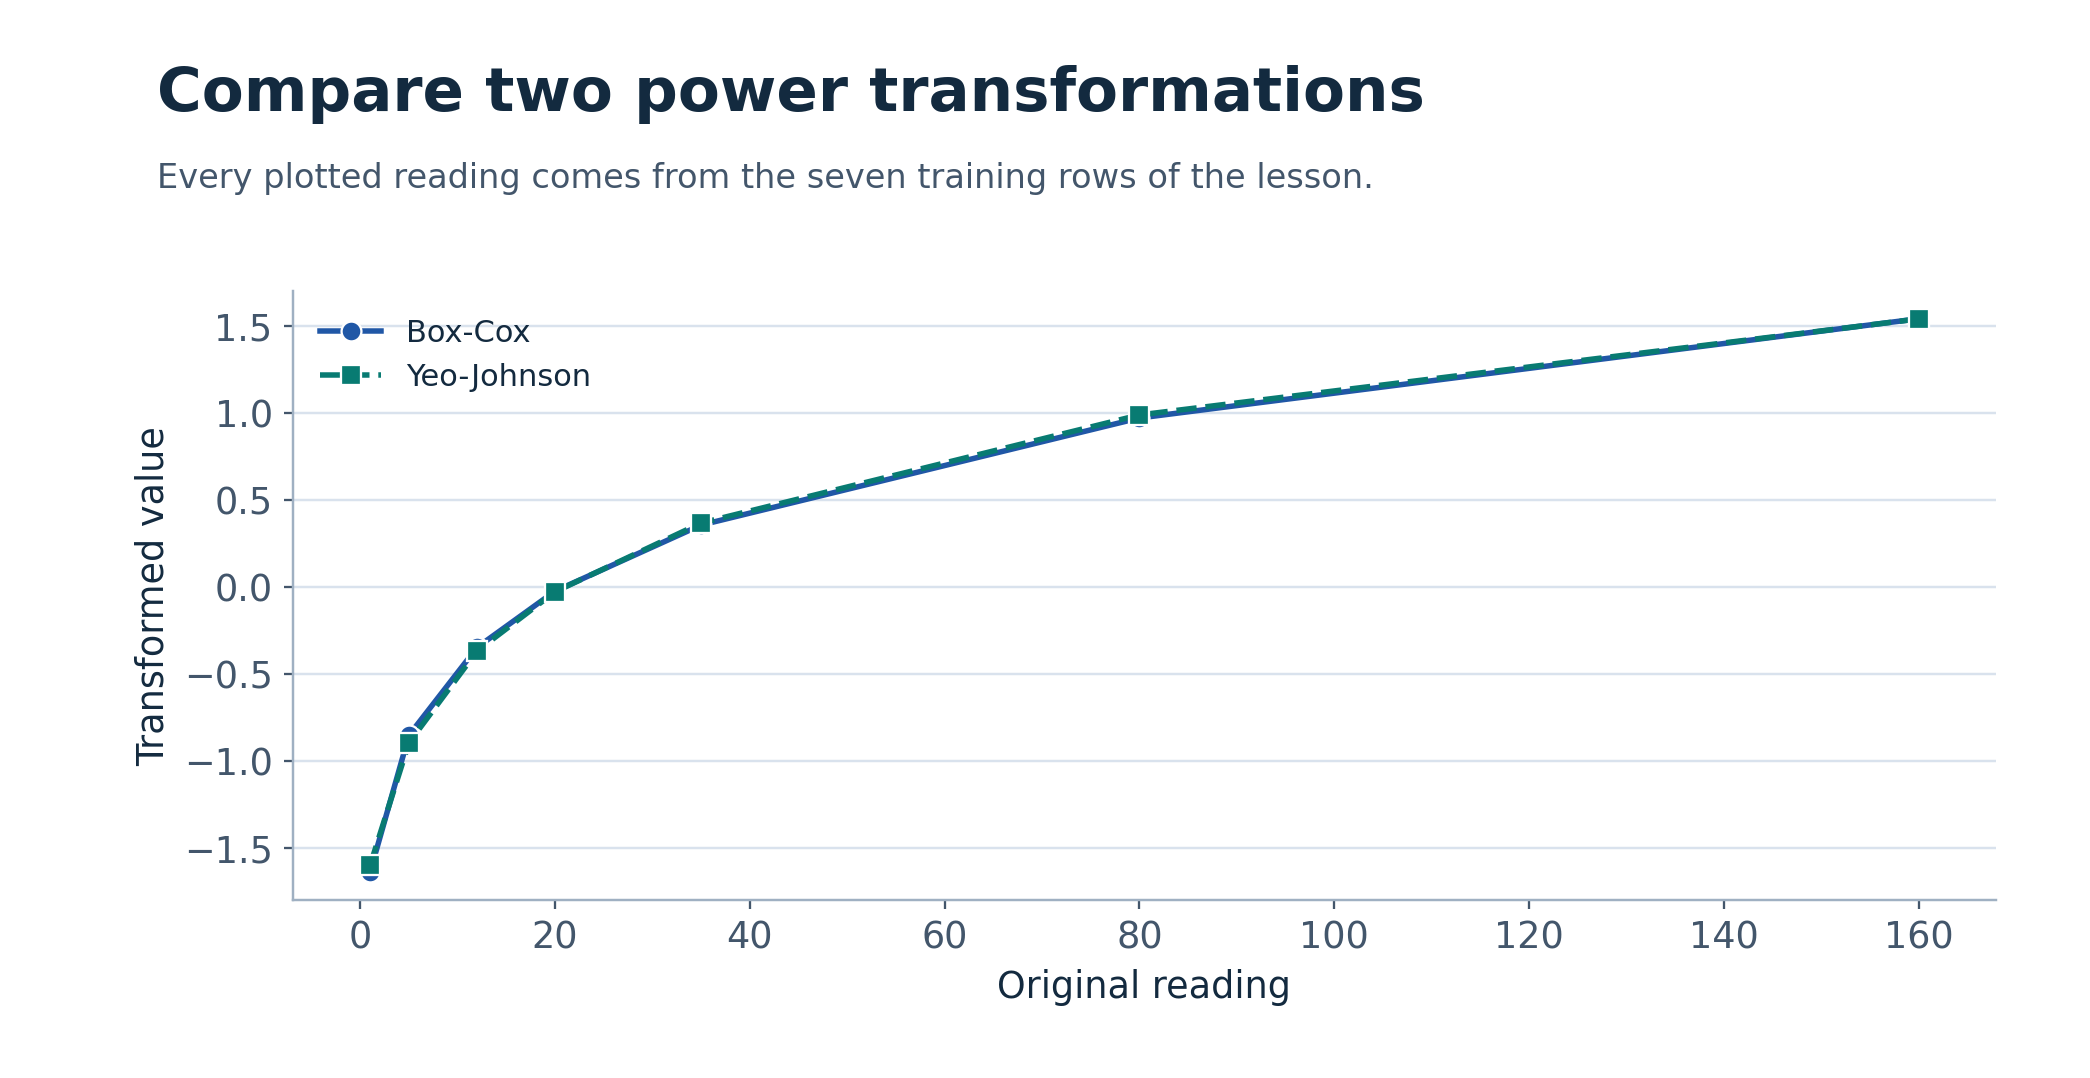 Compare two power transformations
Every plotted reading comes from the seven training rows of the lesson.
Box-Cox
Yeo-Johnson
Transformed value
1.5
1.0
0.5
0.0
−0.5
−1.0
−1.5
0 20 40 60 80 100 120 140 160
Original reading